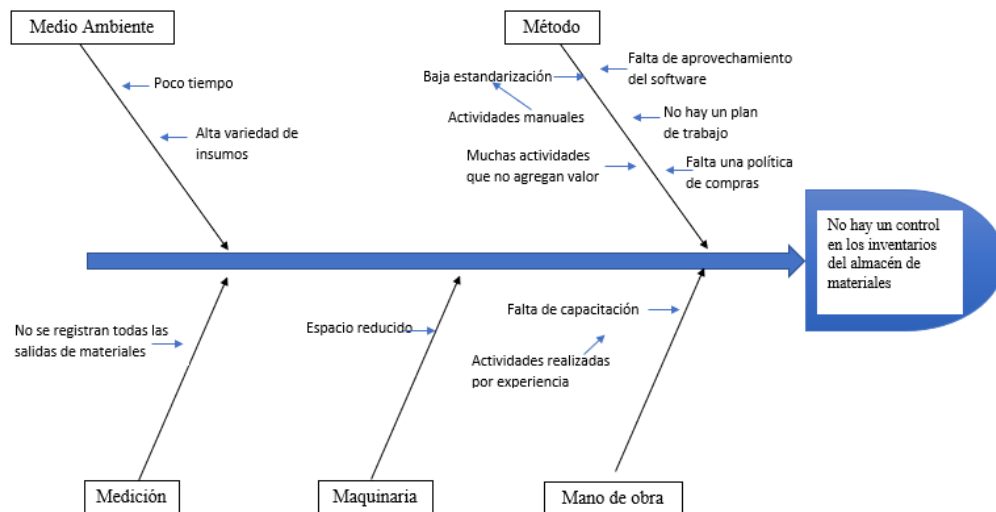 Medio Ambiente
Método
Poco tiempo
Alta variedad de
insumos
Baja estandarización
Falta de aprovechamiento
del software
Actividades manuales
No hay un plan
de trabajo
Muchas actividades
que no agregan valor
Falta una política
de compras
No hay un control
en los inventarios
del almacén de
materiales
No se registran todas las
salidas de materiales
Espacio reducido
Falta de capacitación
Actividades realizadas
por experiencia
Medición
Maquinaria
Mano de obra